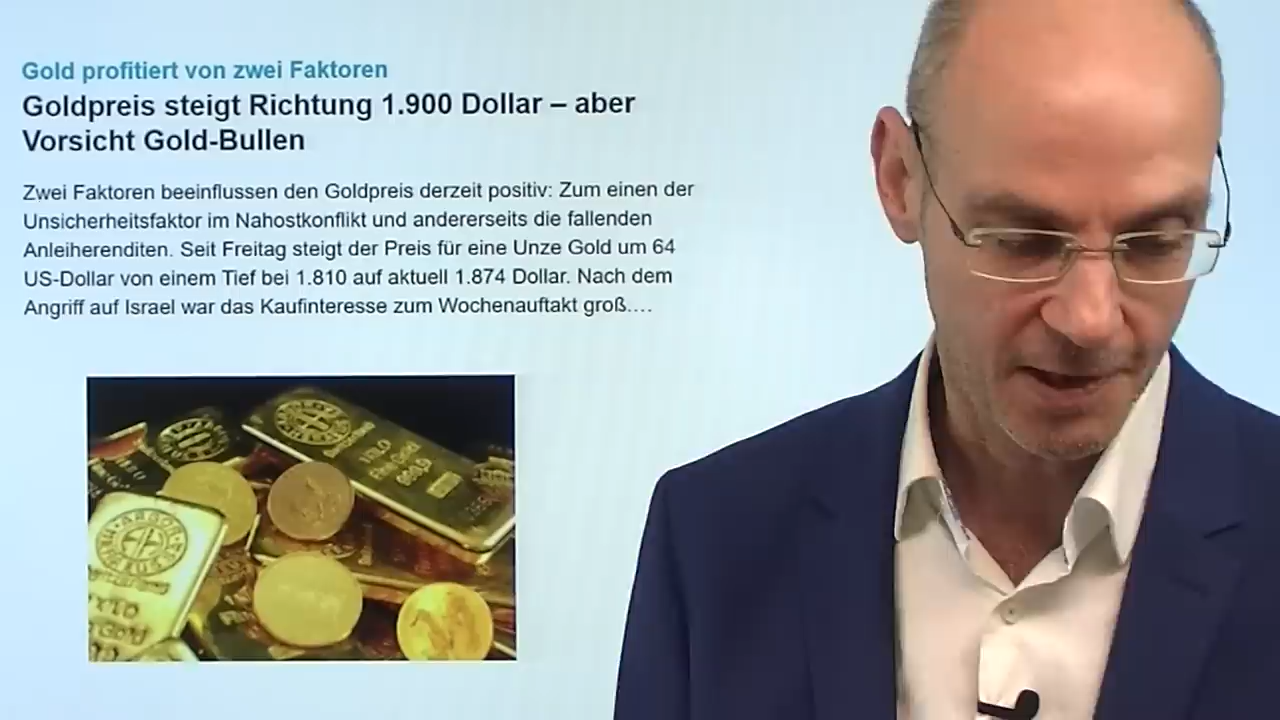 Gold profitiert von zwei Faktoren
Goldpreis steigt Richtung 1.900 Dollar – aber
Vorsicht Gold-Bullen
Zwei Faktoren beeinflussen den Goldpreis derzeit positiv: Zum einen der
Unsicherheitsfaktor im Nahostkonflikt und andererseits die fallenden
Anleiherenditen. Seit Freitag steigt der Preis für eine Unze Gold um 64
US-Dollar von einem Tief bei 1.810 auf aktuell 1.874 Dollar. Nach dem
Angriff auf Israel war das Kaufinteresse zum Wochenauftakt groß....